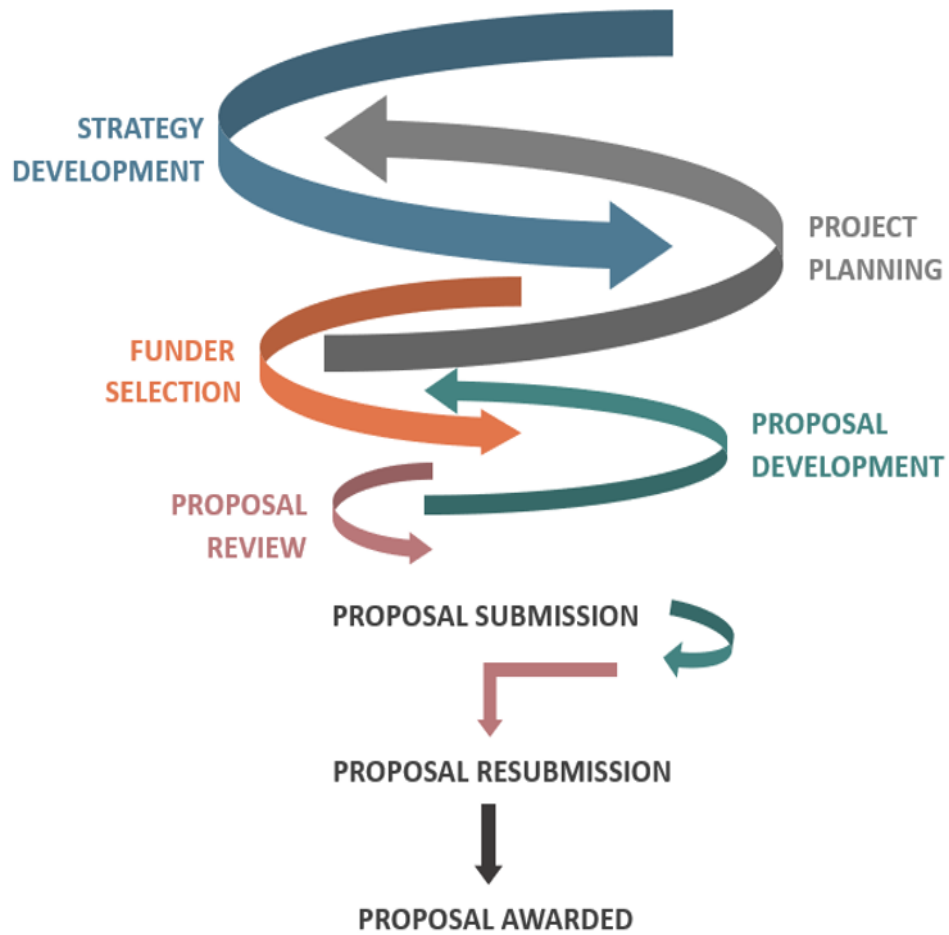 STRATEGY
DEVELOPMENT
PROJECT
PLANNING
FUNDER
SELECTION
PROPOSAL
DEVELOPMENT
PROPOSAL
REVIEW
PROPOSAL SUBMISSION
PROPOSAL RESUBMISSION
PROPOSAL AWARDED